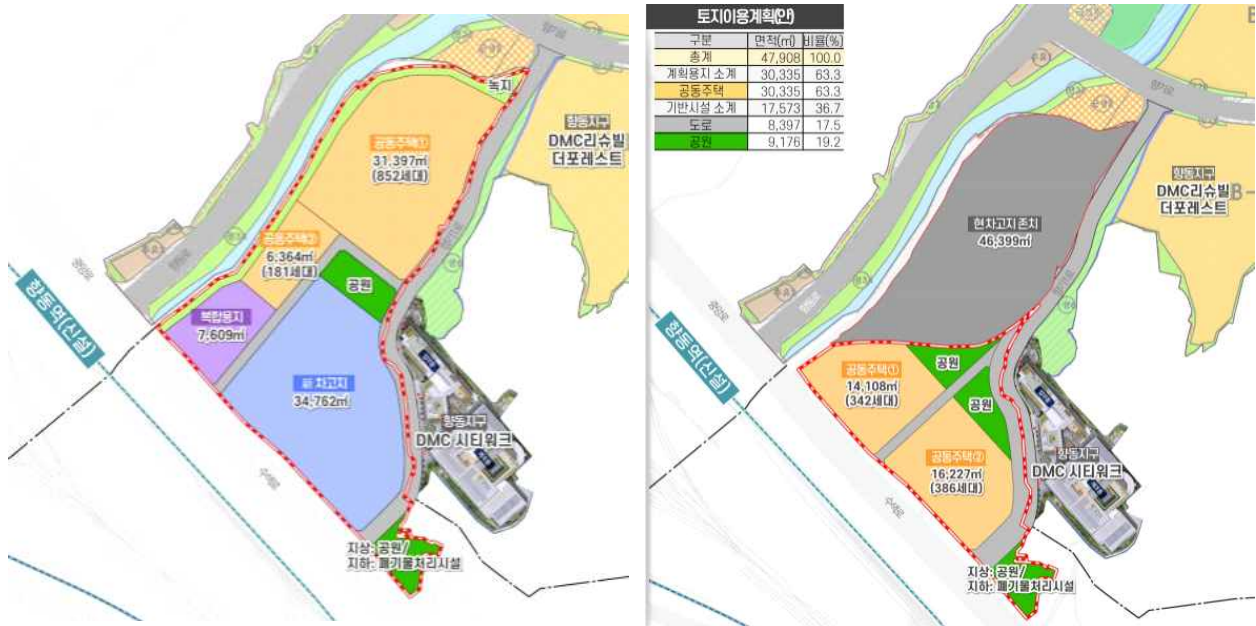 녹지
공동주택①
31,397㎡
(852세대)
향동지구
DMC리슈빌
더포레스트
공동주택②
6,364㎡
(181세대)
공원
복합용지
7,609㎡
新 차고지
34,762㎡
향동역(신설)
향동지구
DMC 시티워크
수색로
지상: 공원/
지하: 폐기물처리시설
토지이용계획(안)
구분 면적(㎡) 비율(%)
총계 47,908 100.0
계획용지 소계 30,335 63.3
공동주택 30,335 63.3
기반시설 소계 17,573 36.7
도로 8,397 17.5
공원 9,176 19.2
향동지구
DMC리슈빌
더포레스트
B-
현차고지 존치
46,399㎡
공원
공원
공동주택①
14,108㎡
(342세대)
공동주택②
16,227㎡
(386세대)
향동역(신설)
향동지구
DMC 시티워크
수색로
지상: 공원/
지하: 폐기물처리시설